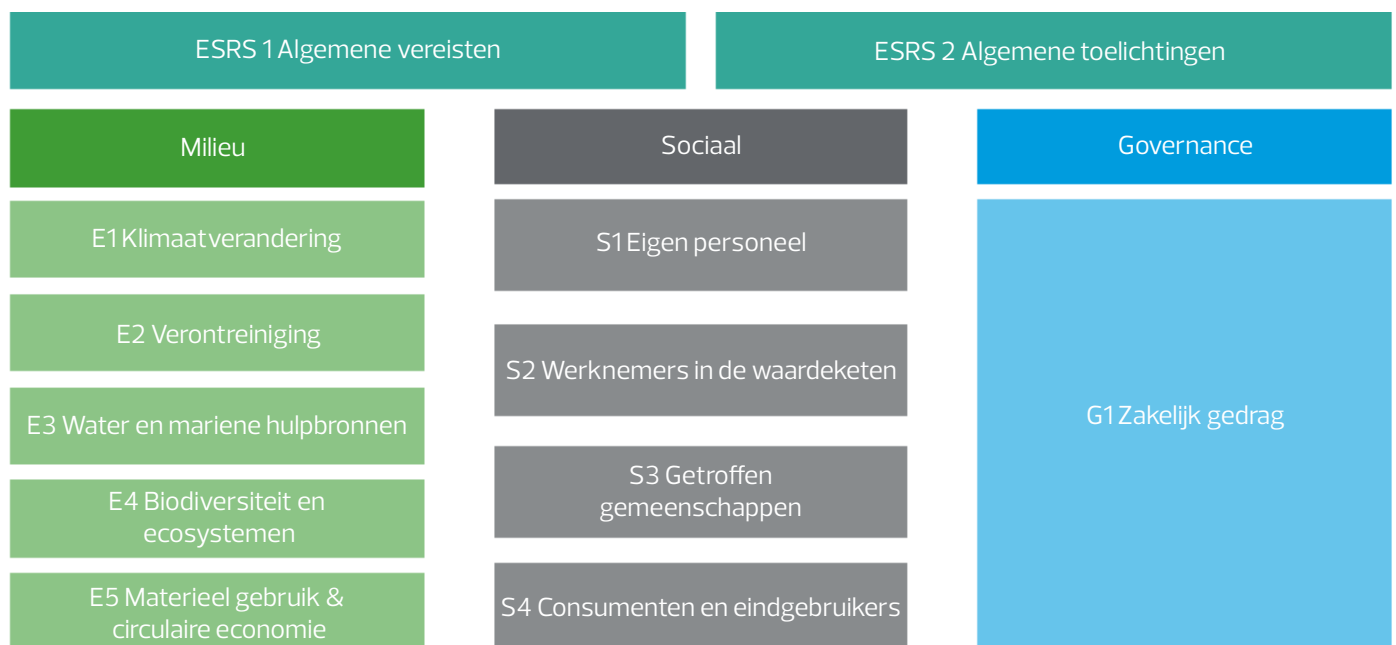 ESRS 1 Algemene vereisten
ESRS 2 Algemene toelichtingen
Milieu
E1 Klimaatverandering
E2 Verontreiniging
E3 Water en mariene hulpbronnen
E4 Biodiversiteit en
ecosystemen
E5 Materieel gebruik &
circulaire economie
Sociaal
S1 Eigen personeel
S2 Werknemers in de waardeketen
S3 Getroffen
gemeenschappen
S4 Consumenten en eindgebruikers
Governance
G1 Zakelijk gedrag